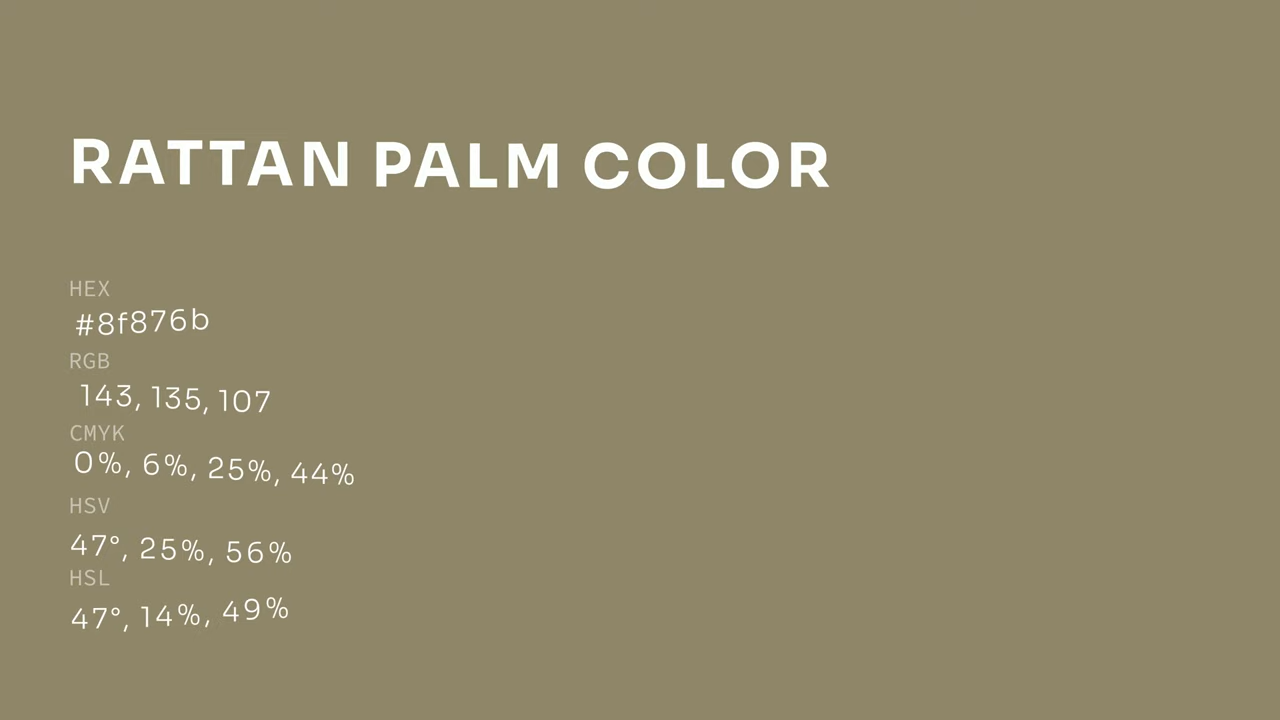 RATTAN PALM COLOR
HEX
#8f876b
RGB
143, 135, 107
CMYK
0%, 6%, 25%, 44%
HSV
47°, 25%, 56%
HSL
47°, 14%, 49%